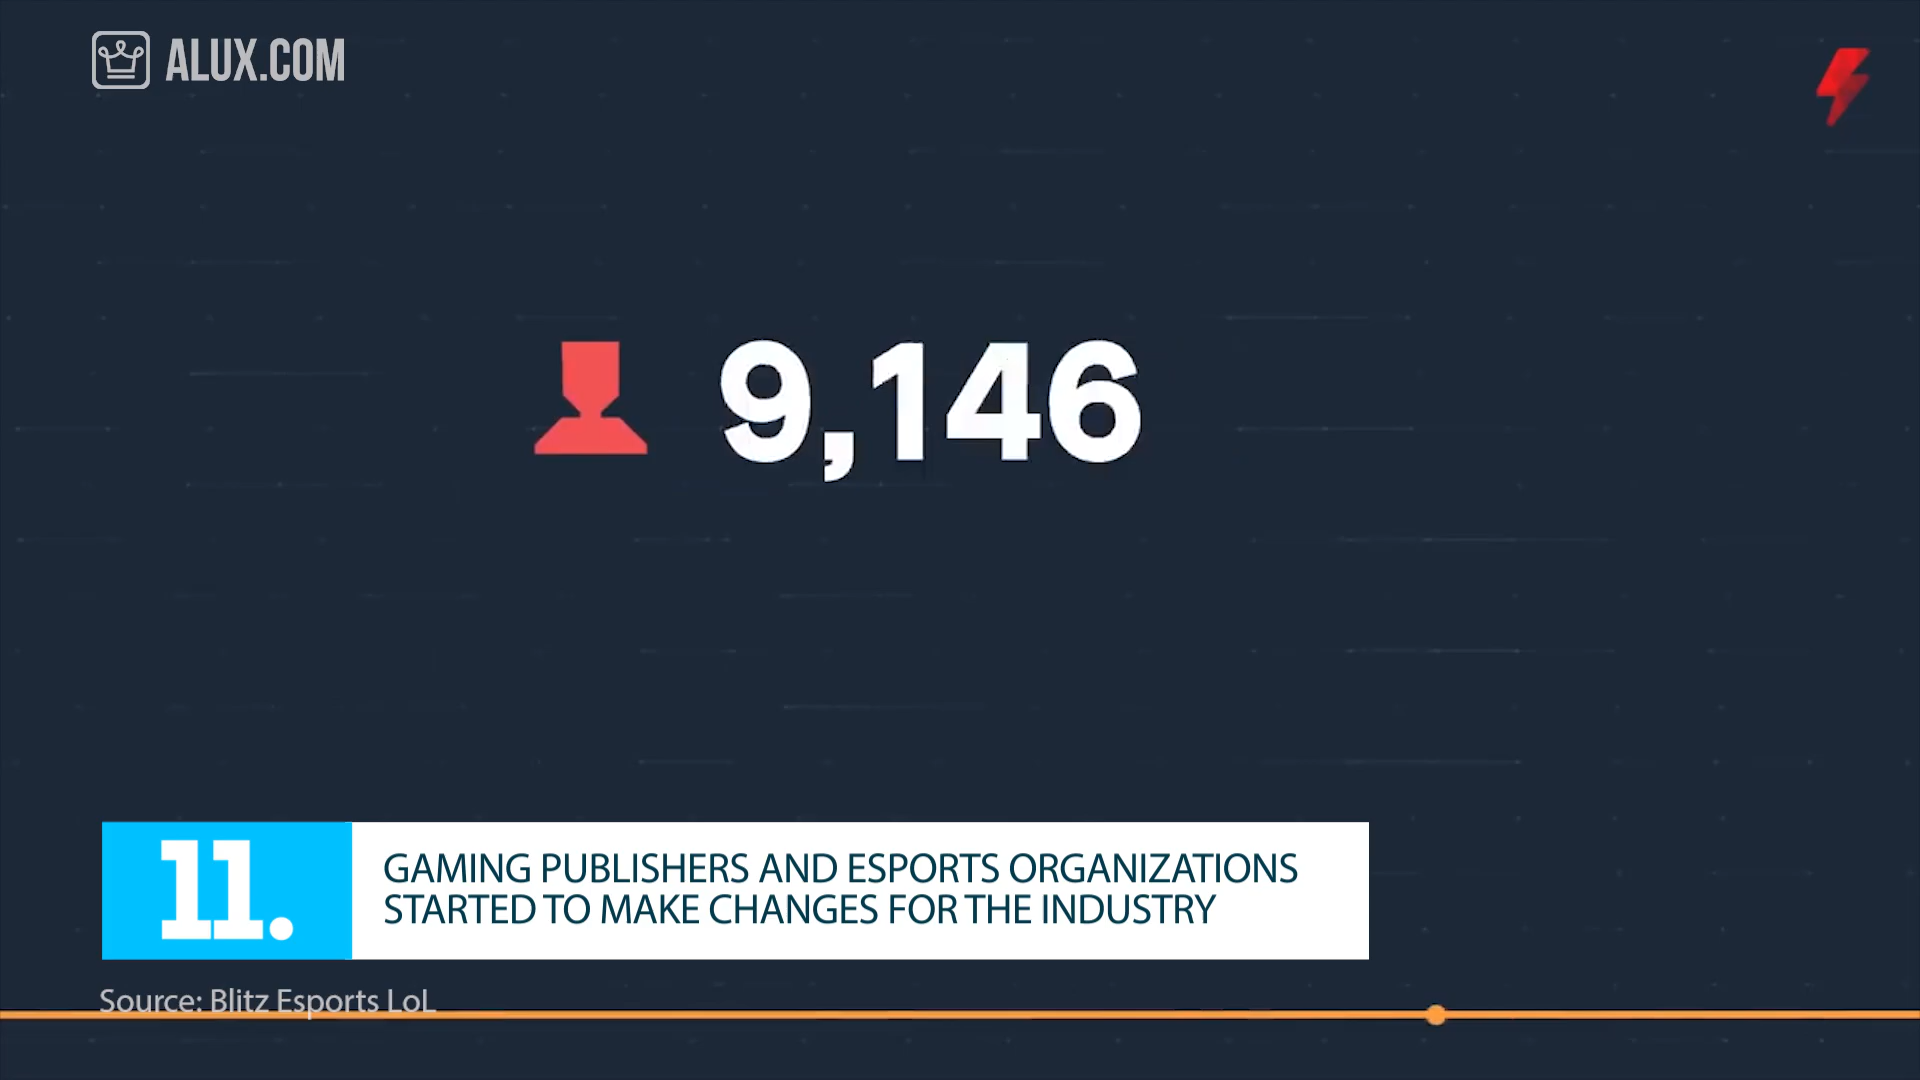 ALUX.COM
9,146
11.
GAMING PUBLISHERS AND ESPORTS ORGANIZATIONS
STARTED TO MAKE CHANGES FOR THE INDUSTRY
Source: Blitz Esports LoL